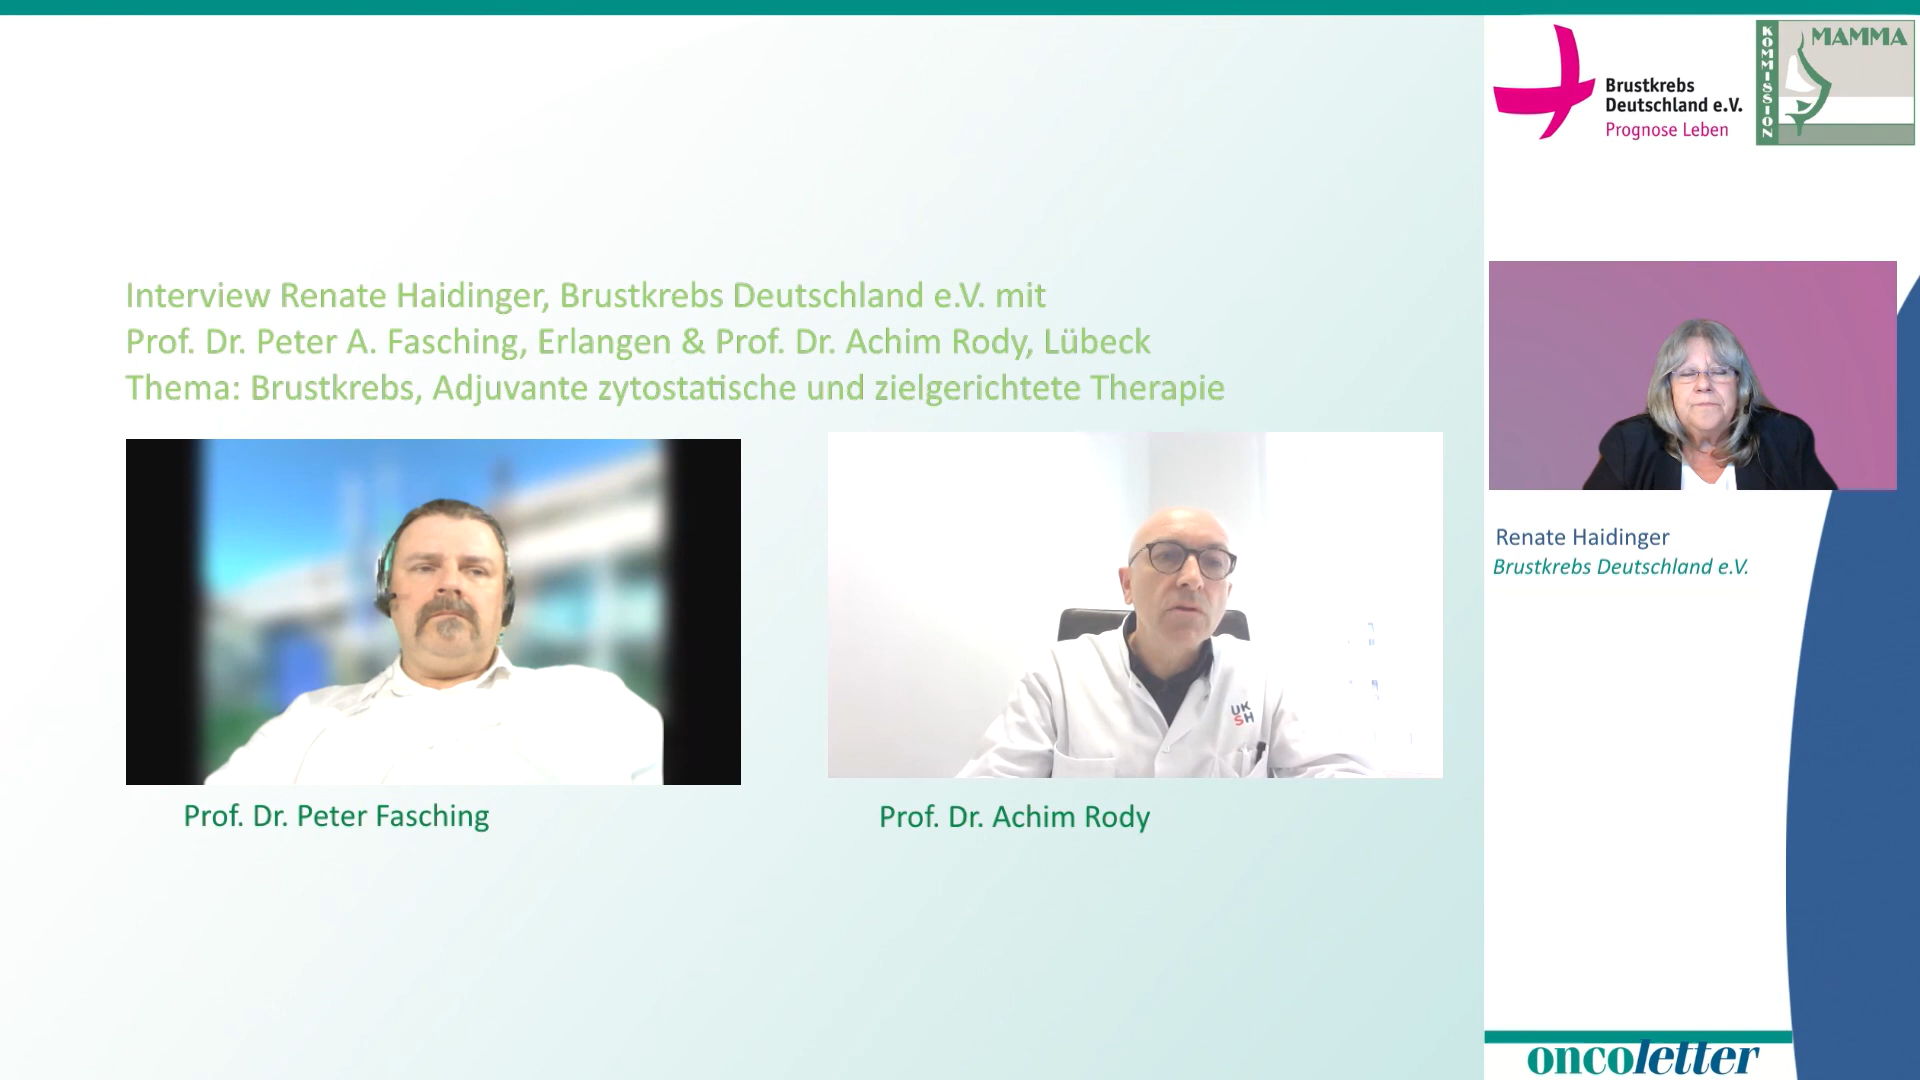 Interview Renate Haidinger, Brustkrebs Deutschland e.V. mit
Prof. Dr. Peter A. Fasching, Erlangen & Prof. Dr. Achim Rody, Lübeck
Thema: Brustkrebs, Adjuvante zytostatische und zielgerichtete Therapie
UK
SH
Prof. Dr. Peter Fasching
Prof. Dr. Achim Rody
Brustkrebs
Deutschland e.V.
Prognose Leben
KOMMISSION
MAMMA
Renate Haidinger
Brustkrebs Deutschland e.V.
oncoletter